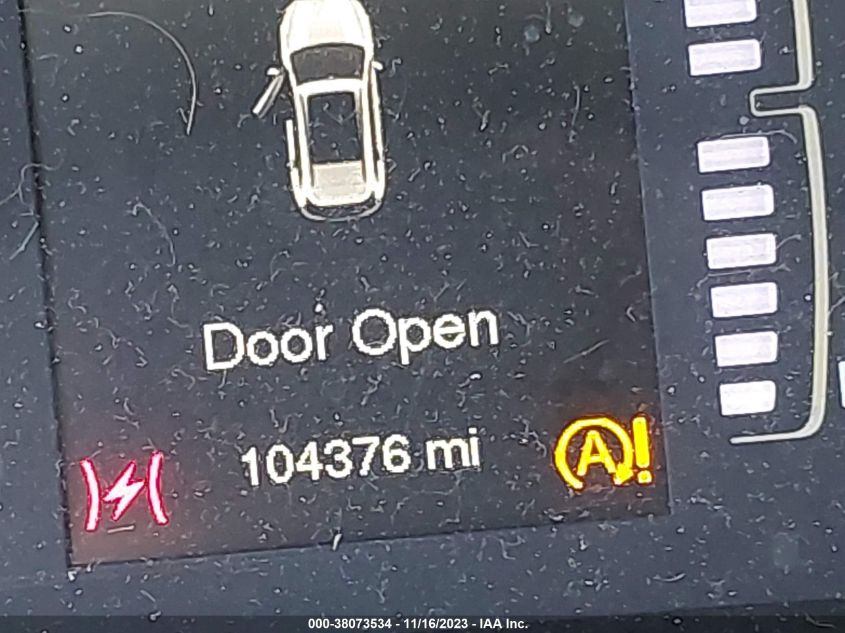 Door Open
104376 mi
A!
000-38073534 - 11/16/2023 - IAA Inc.